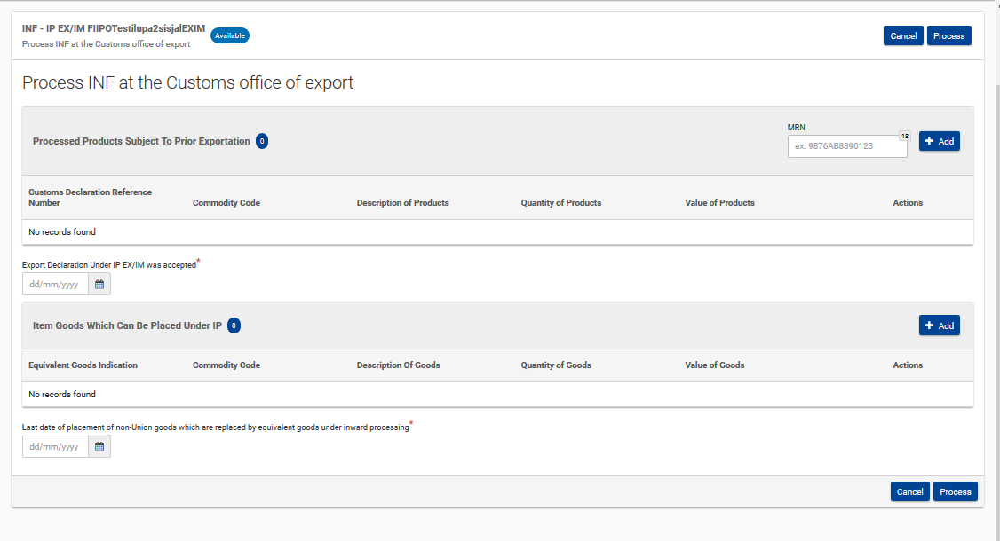 INF - IP EX/IM FIIPOTestilupa2sisjalEXIM
Available
Process INF at the Customs office of export
Cancel
Process
Process INF at the Customs office of export
Processed Products Subject To Prior Exportation 0
MRN
18
ex. 9876AB8890123
Add
Customs Declaration Reference
Number
Commodity Code
Description of Products
Quantity of Products
Value of Products
Actions
No records found
Export Declaration Under IP EX/IM was accepted*
dd/mm/yyyy
Item Goods Which Can Be Placed Under IP 0
Add
Equivalent Goods Indication
Commodity Code
Description Of Goods
Quantity of Goods
Value of Goods
Actions
No records found
Last date of placement of non-Union goods which are replaced by equivalent goods under inward processing*
dd/mm/yyyy
Cancel
Process